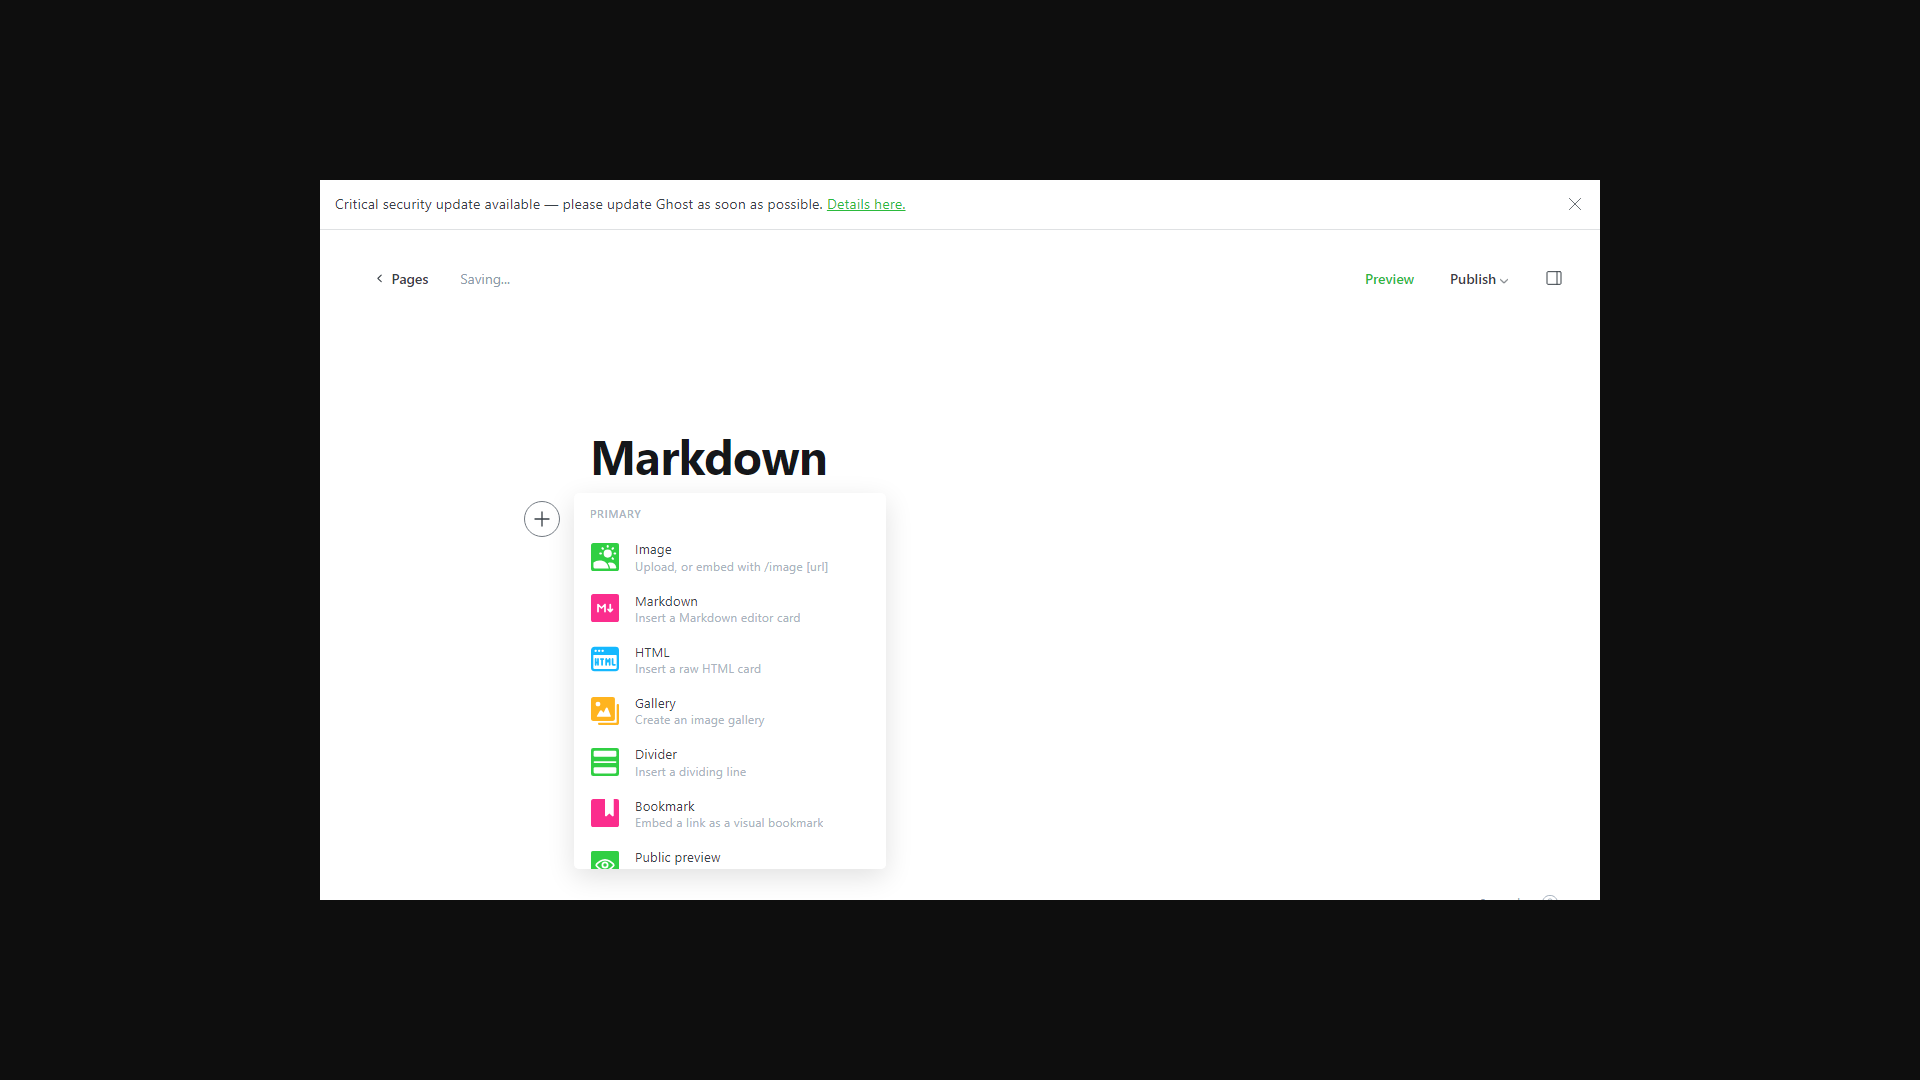 Critical security update available — please update Ghost as soon as possible. Details here.
Pages Saving... Preview Publish
Markdown
PRIMARY
Image
Upload, or embed with /image [url]
M
Markdown
Insert a Markdown editor card
HTML
HTML
Insert a raw HTML card
Gallery
Create an image gallery
Divider
Insert a dividing line
Bookmark
Embed a link as a visual bookmark
Public preview